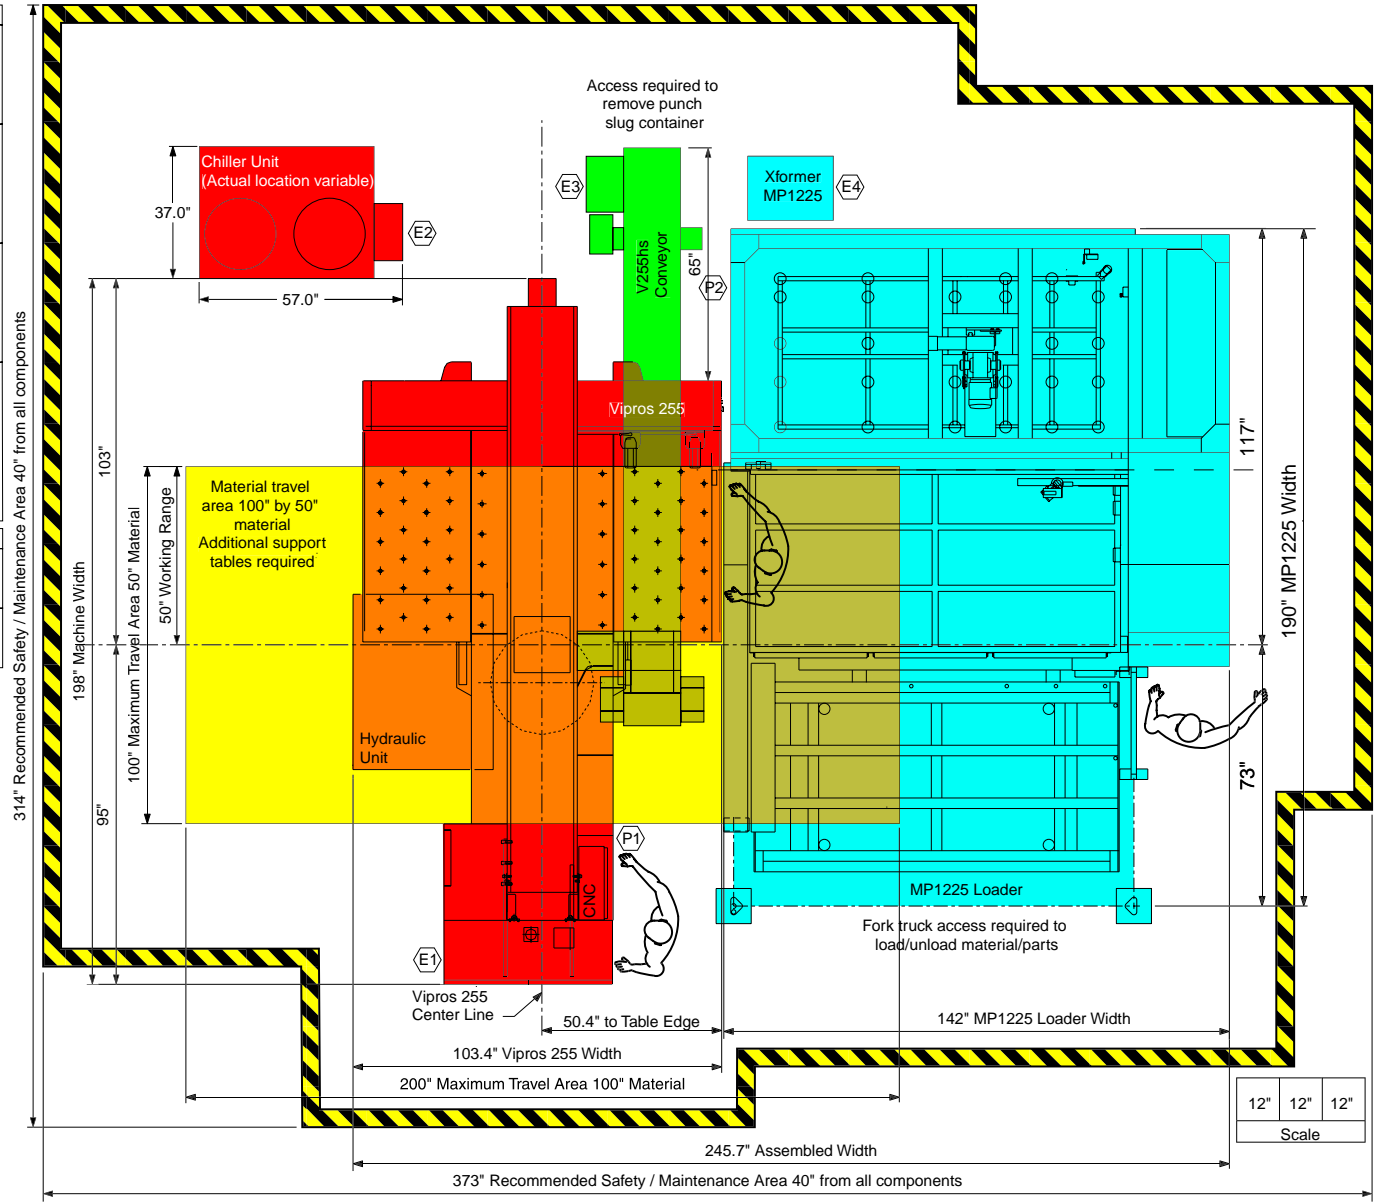 Access required to
remove punch
slug container
Chiller Unit
(Actual location variable)
37.0"
57.0"
E2
E3
Xformer
MP1225
E4
V255hs
Conveyor
65"
P2
Vipros 255
Material travel
area 100" by 50"
material
Additional support
tables required
50" Working Range
100" Maximum Travel Area 50" Material
103"
198" Machine Width
95"
314" Recommended Safety / Maintenance Area 40" from all components
117"
190" MP1225 Width
73"
Hydraulic
Unit
P1
CNC
E1
MP1225 Loader
Fork truck access required to
load/unload material/parts
Vipros 255
Center Line
50.4" to Table Edge
142" MP1225 Loader Width
103.4" Vipros 255 Width
200" Maximum Travel Area 100" Material
12" 12" 12"
Scale
245.7" Assembled Width
373" Recommended Safety / Maintenance Area 40" from all components